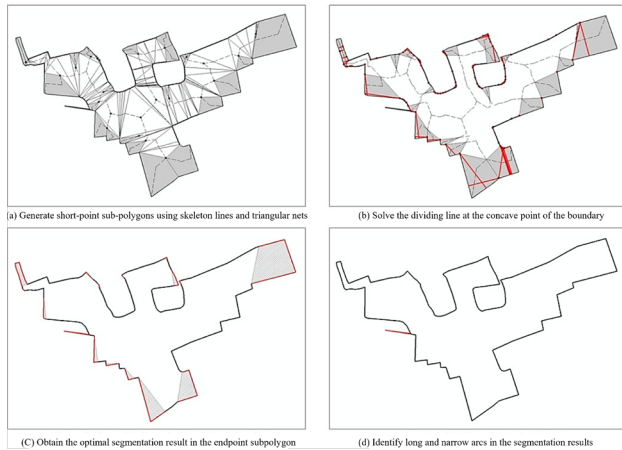 (a) Generate short-point sub-polygons using skeleton lines and triangular nets
(b) Solve the dividing line at the concave point of the boundary
(C) Obtain the optimal segmentation result in the endpoint subpolygon
(d) Identify long and narrow arcs in the segmentation results